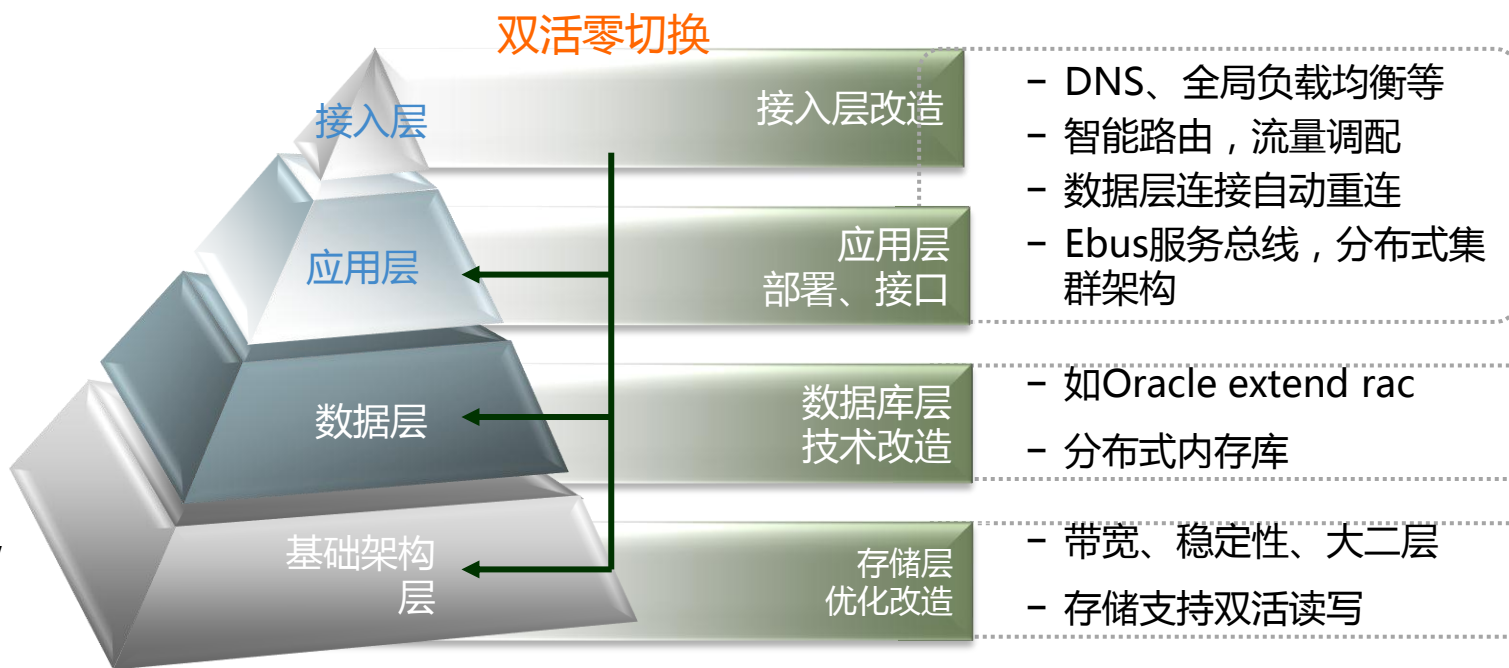 双活零切换
接入层
接入层改造
- DNS、全局负载均衡等
- 智能路由，流量调配
- 数据层连接自动重连
- Ebus服务总线，分布式集
群架构
应用层
应用层
部署、接口
数据层
数据库层
技术改造
- 如Oracle extend rac
- 分布式内存库
基础架构
层
存储层
优化改造
- 带宽、稳定性、大二层
- 存储支持双活读写